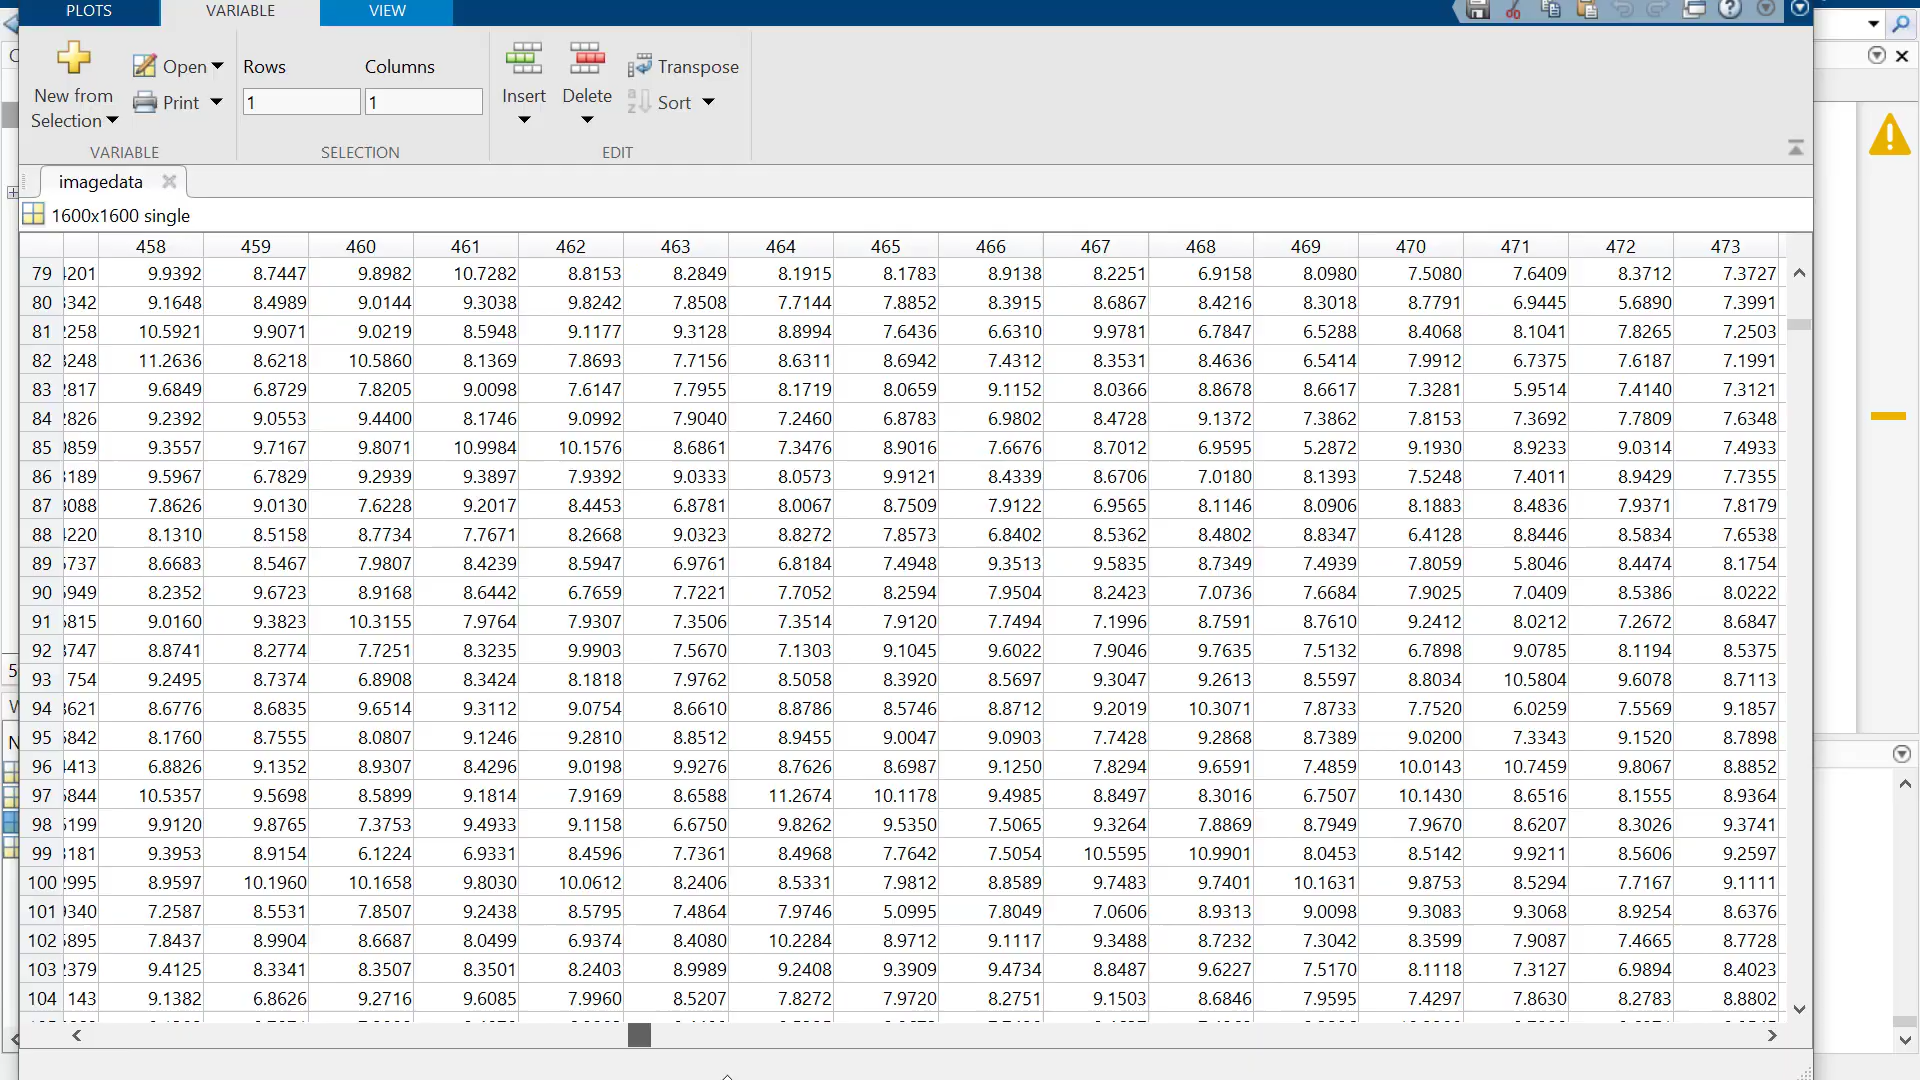 PLOTS VARIABLE VIEW
New from Selection Open Print Rows Columns Insert Delete Transpose Sort
1 1
VARIABLE SELECTION EDIT
imagedata
1600x1600 single
458 459 460 461 462 463 464 465 466 467 468 469 470 471 472 473
79 4201 9.9392 8.7447 9.8982 10.7282 8.8153 8.2849 8.1915 8.1783 8.9138 8.2251 6.9158 8.0980 7.5080 7.6409 8.3712 7.3727
80 3342 9.1648 8.4989 9.0144 9.3038 9.8242 7.8508 7.7144 7.8852 8.3915 8.6867 8.4216 8.3018 8.7791 6.9445 5.6890 7.3991
81 2258 10.5921 9.9071 9.0219 8.5948 9.1177 9.3128 8.8994 7.6436 6.6310 9.9781 6.7847 6.5288 8.4068 8.1041 7.8265 7.2503
82 3248 11.2636 8.6218 10.5860 8.1369 7.8693 7.7156 8.6311 8.6942 7.4312 8.3531 8.4636 6.5414 7.9912 6.7375 7.6187 7.1991
83 2817 9.6849 6.8729 7.8205 9.0098 7.6147 7.7955 8.1719 8.0659 9.1152 8.0366 8.8678 8.6617 7.3281 5.9514 7.4140 7.3121
84 2826 9.2392 9.0553 9.4400 8.1746 9.0992 7.9040 7.2460 6.8783 6.9802 8.4728 9.1372 7.3862 7.8153 7.3692 7.7809 7.6348
85 0859 9.3557 9.7167 9.8071 10.9984 10.1576 8.6861 7.3476 8.9016 7.6676 8.7012 6.9595 5.2872 9.1930 8.9233 9.0314 7.4933
86 3189 9.5967 6.7829 9.2939 9.3897 7.9392 9.0333 8.0573 9.9121 8.4339 8.6706 7.0180 8.1393 7.5248 7.4011 8.9429 7.7355
87 3088 7.8626 9.0130 7.6228 9.2017 8.4453 6.8781 8.0067 8.7509 7.9122 6.9565 8.1146 8.0906 8.1883 8.4836 7.9371 7.8179
88 4220 8.1310 8.5158 8.7734 7.7671 8.2668 9.0323 8.8272 7.8573 6.8402 8.5362 8.4802 8.8347 6.4128 8.8446 8.5834 7.6538
89 5737 8.6683 8.5467 7.9807 8.4239 8.5947 6.9761 6.8184 7.4948 9.3513 9.5835 8.7349 7.4939 7.8059 5.8046 8.4474 8.1754
90 5949 8.2352 9.6723 8.9168 8.6442 6.7659 7.7221 7.7052 8.2594 7.9504 8.2423 7.0736 7.6684 7.9025 7.0409 8.5386 8.0222
91 5815 9.0160 9.3823 10.3155 7.9764 7.9307 7.3506 7.3514 7.9120 7.7494 7.1996 8.7591 8.7610 9.2412 8.0212 7.2672 8.6847
92 3747 8.8741 8.2774 7.7251 8.3235 9.9903 7.5670 7.1303 9.1045 9.6022 7.9046 9.7635 7.5132 6.7898 9.0785 8.1194 8.5375
93 754 9.2495 8.7374 6.8908 8.3424 8.1818 7.9762 8.5058 8.3920 8.5697 9.3047 9.2613 8.5597 8.8034 10.5804 9.6078 8.7113
94 3621 8.6776 8.6835 9.6514 9.3112 9.0754 8.6610 8.8786 8.5746 8.8712 9.2019 10.3071 7.8733 7.7520 6.0259 7.5569 9.1857
95 5842 8.1760 8.7555 8.0807 9.1246 9.2810 8.8512 8.9455 9.0047 9.0903 7.7428 9.2868 8.7389 9.0200 7.3343 9.1520 8.7898
96 4413 6.8826 9.1352 8.9307 8.4296 9.0198 9.9276 8.7626 8.6987 9.1250 7.8294 9.6591 7.4859 10.0143 10.7459 9.8067 8.8852
97 5844 10.5357 9.5698 8.5899 9.1814 7.9169 8.6588 11.2674 10.1178 9.4985 8.8497 8.3016 6.7507 10.1430 8.6516 8.1555 8.9364
98 5199 9.9120 9.8765 7.3753 9.4933 9.1158 6.6750 9.8262 9.5350 7.5065 9.3264 7.8869 8.7949 7.9670 8.6207 8.3026 9.3741
99 3181 9.3953 8.9154 6.1224 6.9331 8.4596 7.7361 8.4968 7.7642 7.5054 10.5595 10.9901 8.0453 8.5142 9.9211 8.5606 9.2597
100 2995 8.9597 10.1960 10.1658 9.8030 10.0612 8.2406 8.5331 7.9812 8.8589 9.7483 9.7401 10.1631 9.8753 8.5294 7.7167 9.1111
101 9340 7.2587 8.5531 7.8507 9.2438 8.5795 7.4864 7.9746 5.0995 7.8049 7.0606 8.9313 9.0098 9.3083 9.3068 8.9254 8.6376
102 5895 7.8437 8.9904 8.6687 8.0499 6.9374 8.4080 10.2284 8.9712 9.1117 9.3488 8.7232 7.3042 8.3599 7.9087 7.4665 8.7728
103 2379 9.4125 8.3341 8.3507 8.3501 8.2403 8.9989 9.2408 9.3909 9.4734 8.8487 9.6227 7.5170 8.1118 7.3127 6.9894 8.4023
104 143 9.1382 6.8626 9.2716 9.6085 7.9960 8.5207 7.8272 7.9720 8.2751 9.1503 8.6846 7.9595 7.4297 7.8630 8.2783 8.8802